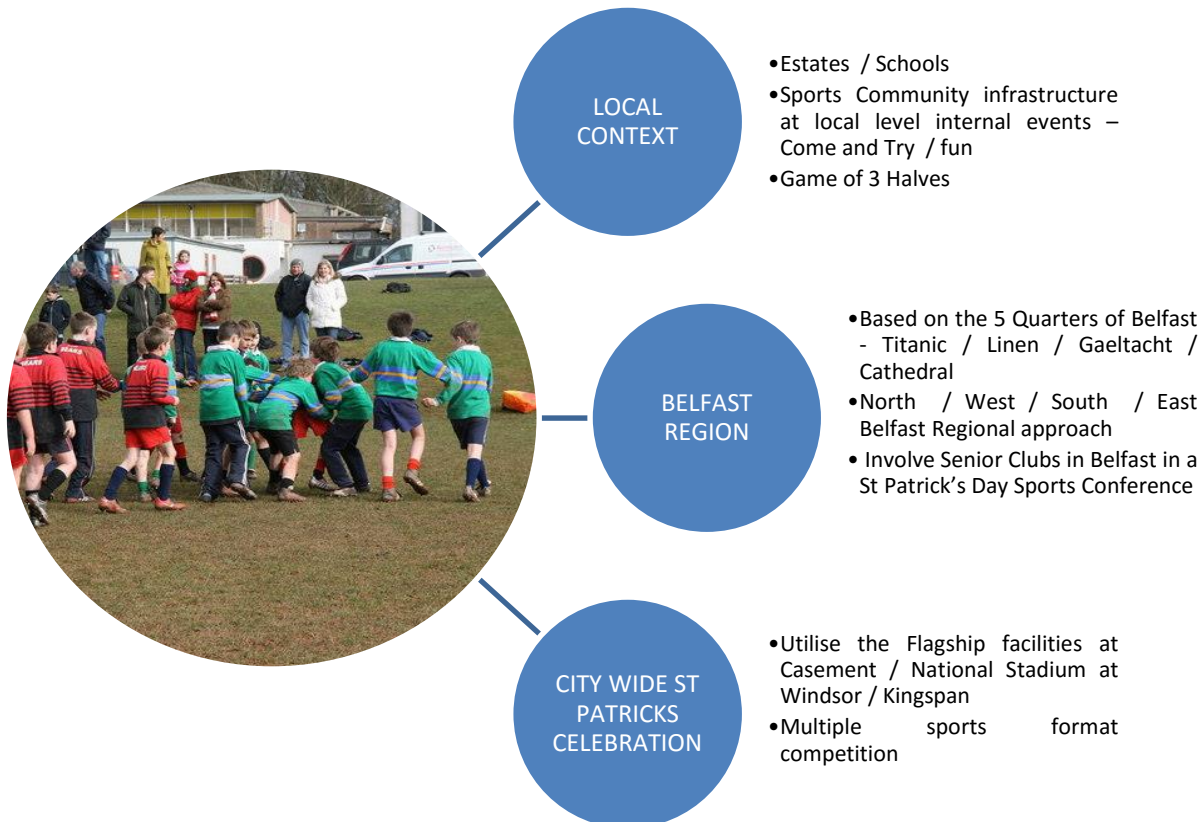 LOCAL
CONTEXT
•Estates / Schools
•Sports Community infrastructure
at local level internal events –
Come and Try / fun
•Game of 3 Halves
BELFAST
REGION
•Based on the 5 Quarters of Belfast
- Titanic / Linen / Gaeltacht /
Cathedral
•North / West / South / East
Belfast Regional approach
• Involve Senior Clubs in Belfast in a
St Patrick’s Day Sports Conference
CITY WIDE ST
PATRICKS
CELEBRATION
•Utilise the Flagship facilities at
Casement / National Stadium at
Windsor / Kingspan
•Multiple sports format
competition
BEARS